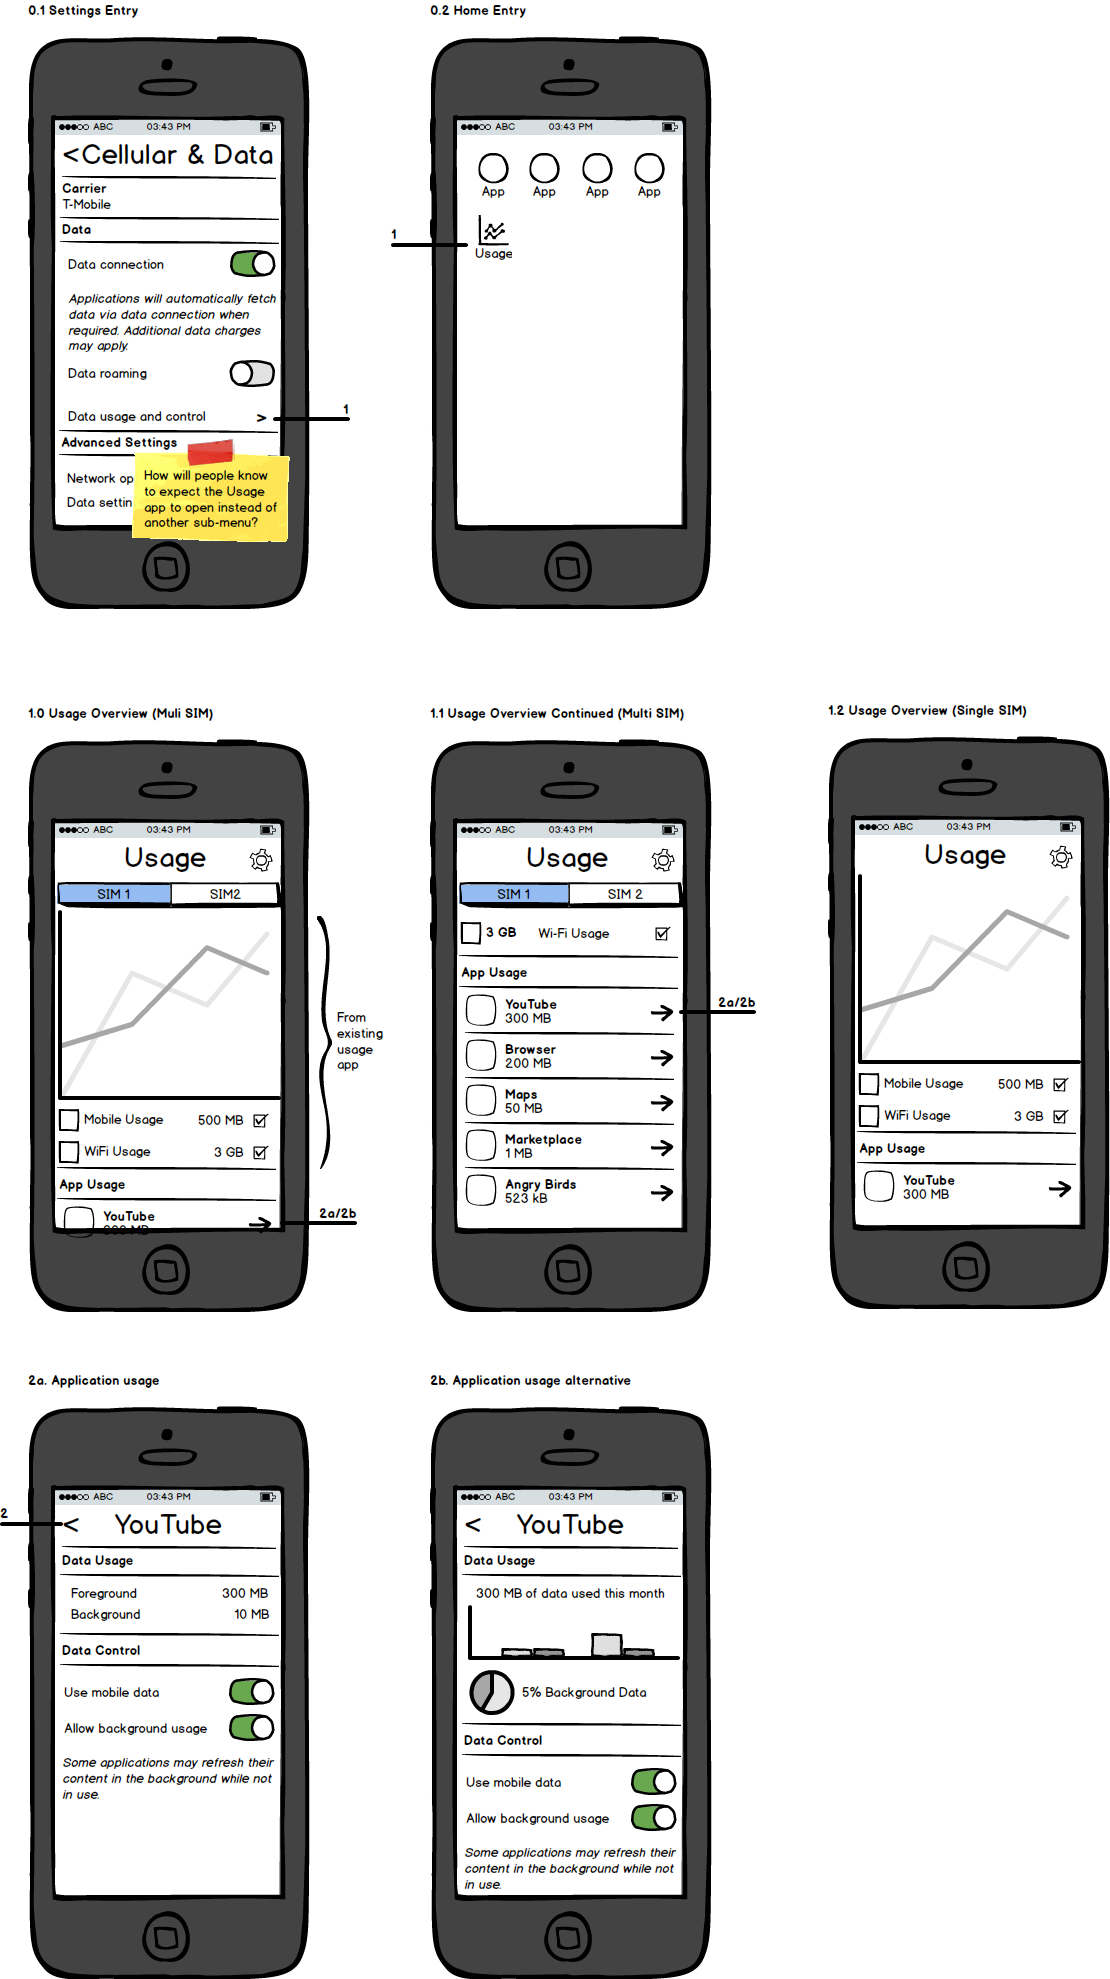 0.1 Settings Entry
0.2 Home Entry
ABC 03:43 PM
<Cellular & Data
Carrier
T-Mobile
Data
Data connection
Applications will automatically fetch
data via data connection when
required. Additional data charges
may apply.
Data roaming
Data usage and control >
1
Advanced Settings
Network op
Data settin
How will people know
to expect the Usage
app to open instead of
another sub-menu?
ABC 03:43 PM
App App App App
1
Usage
1.0 Usage Overview (Muli SIM)
1.1 Usage Overview Continued (Multi SIM)
1.2 Usage Overview (Single SIM)
ABC 03:43 PM
Usage
SIM 1 SIM2
From
existing
usage
app
Mobile Usage 500 MB
WiFi Usage 3 GB
App Usage
YouTube
300 MB
2a/2b
ABC 03:43 PM
Usage
SIM 1 SIM 2
3 GB Wi-Fi Usage
App Usage
YouTube
300 MB
2a/2b
Browser
200 MB
Maps
50 MB
Marketplace
1 MB
Angry Birds
523 kB
ABC 03:43 PM
Usage
Mobile Usage 500 MB
WiFi Usage 3 GB
App Usage
YouTube
300 MB
2a. Application usage
2b. Application usage alternative
ABC 03:43 PM
2
< YouTube
Data Usage
Foreground 300 MB
Background 10 MB
Data Control
Use mobile data
Allow background usage
Some applications may refresh their
content in the background while not
in use.
ABC 03:43 PM
< YouTube
Data Usage
300 MB of data used this month
5% Background Data
Data Control
Use mobile data
Allow background usage
Some applications may refresh their
content in the background while not
in use.